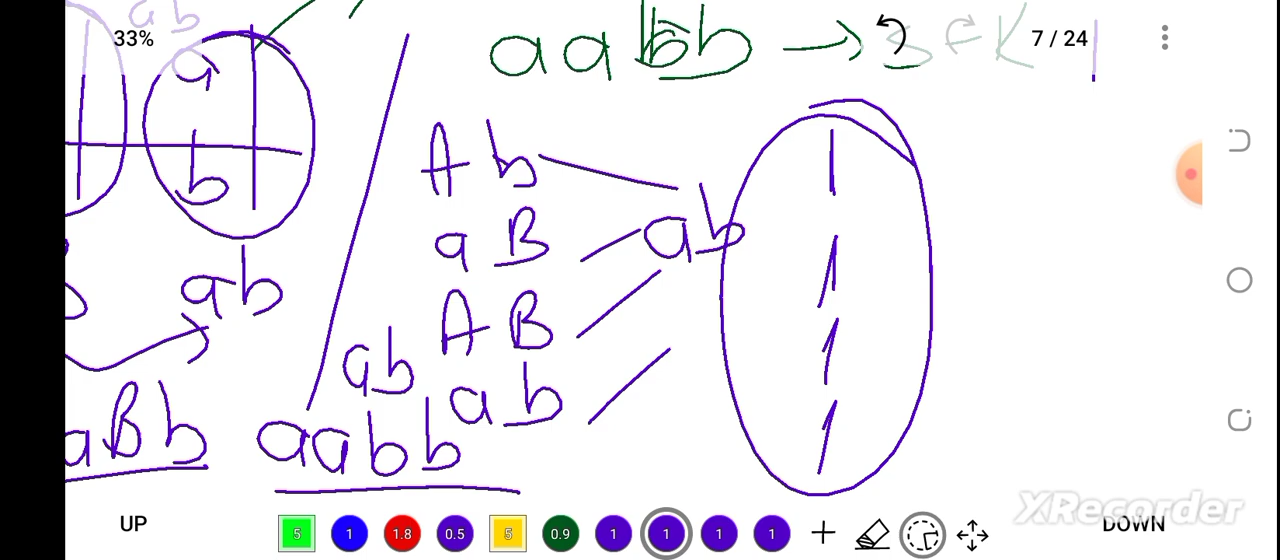 ab
33%
aabb → 3
7 / 24
a
b
Ab
aB
ab
AB
ab
ab
ab
aBb
aabb
UP
5
1
1.8
0.5
5
0.9
1
1
1
1
XRecorder
DOWN